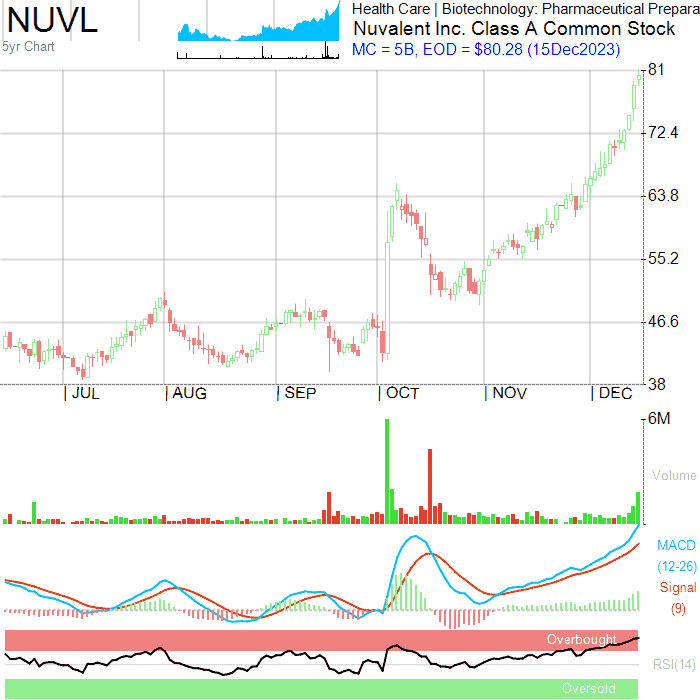 NUVL
5yr Chart
Health Care | Biotechnology: Pharmaceutical Prepara
Nuvalent Inc. Class A Common Stock
MC = 5B, EOD = $80.28 (15Dec2023)
81
72.4
63.8
55.2
46.6
38
| JUL | AUG | SEP | OCT | NOV | DEC
6M
Volume
MACD
(12-26)
Signal
(9)
Overbought
RSI(14)
Oversold